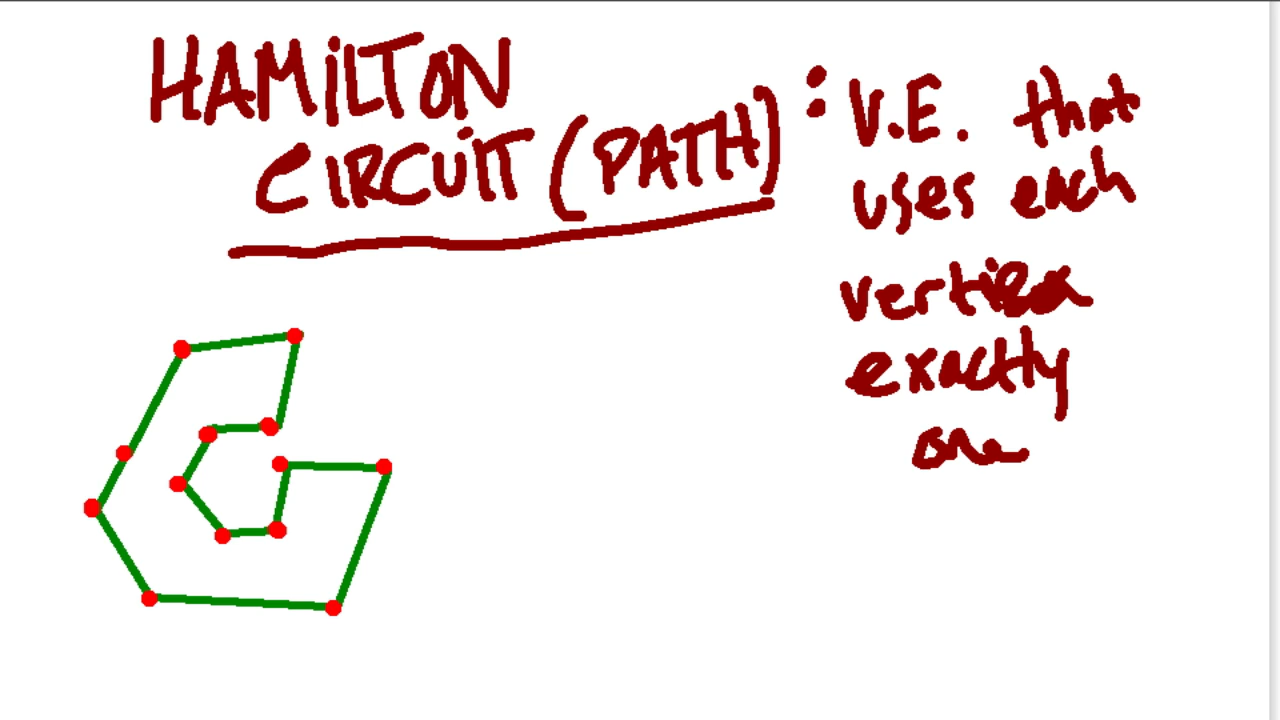 HAMiLTON
CiRCUiT (PATH) : V.E. that
uses each
vertex
exactly
one